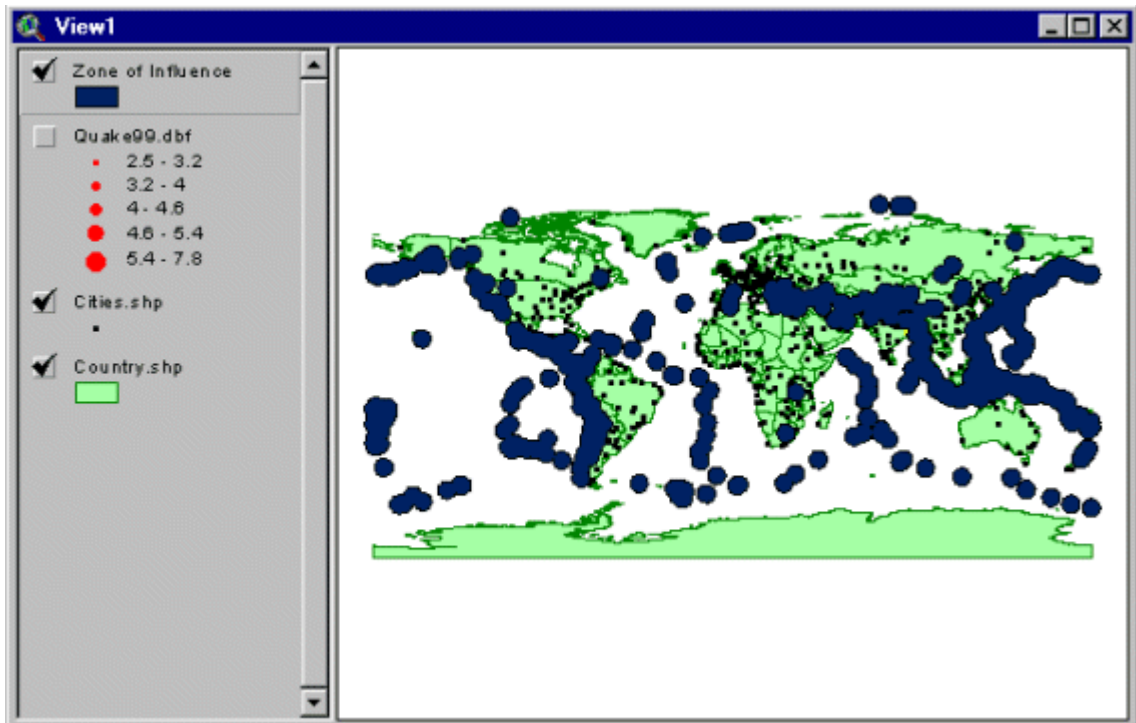 View1
Zone of Influence
Quake99.dbf
2.5 - 3.2
3.2 - 4
4 - 4.6
4.6 - 5.4
5.4 - 7.8
Cities.shp
Country.shp